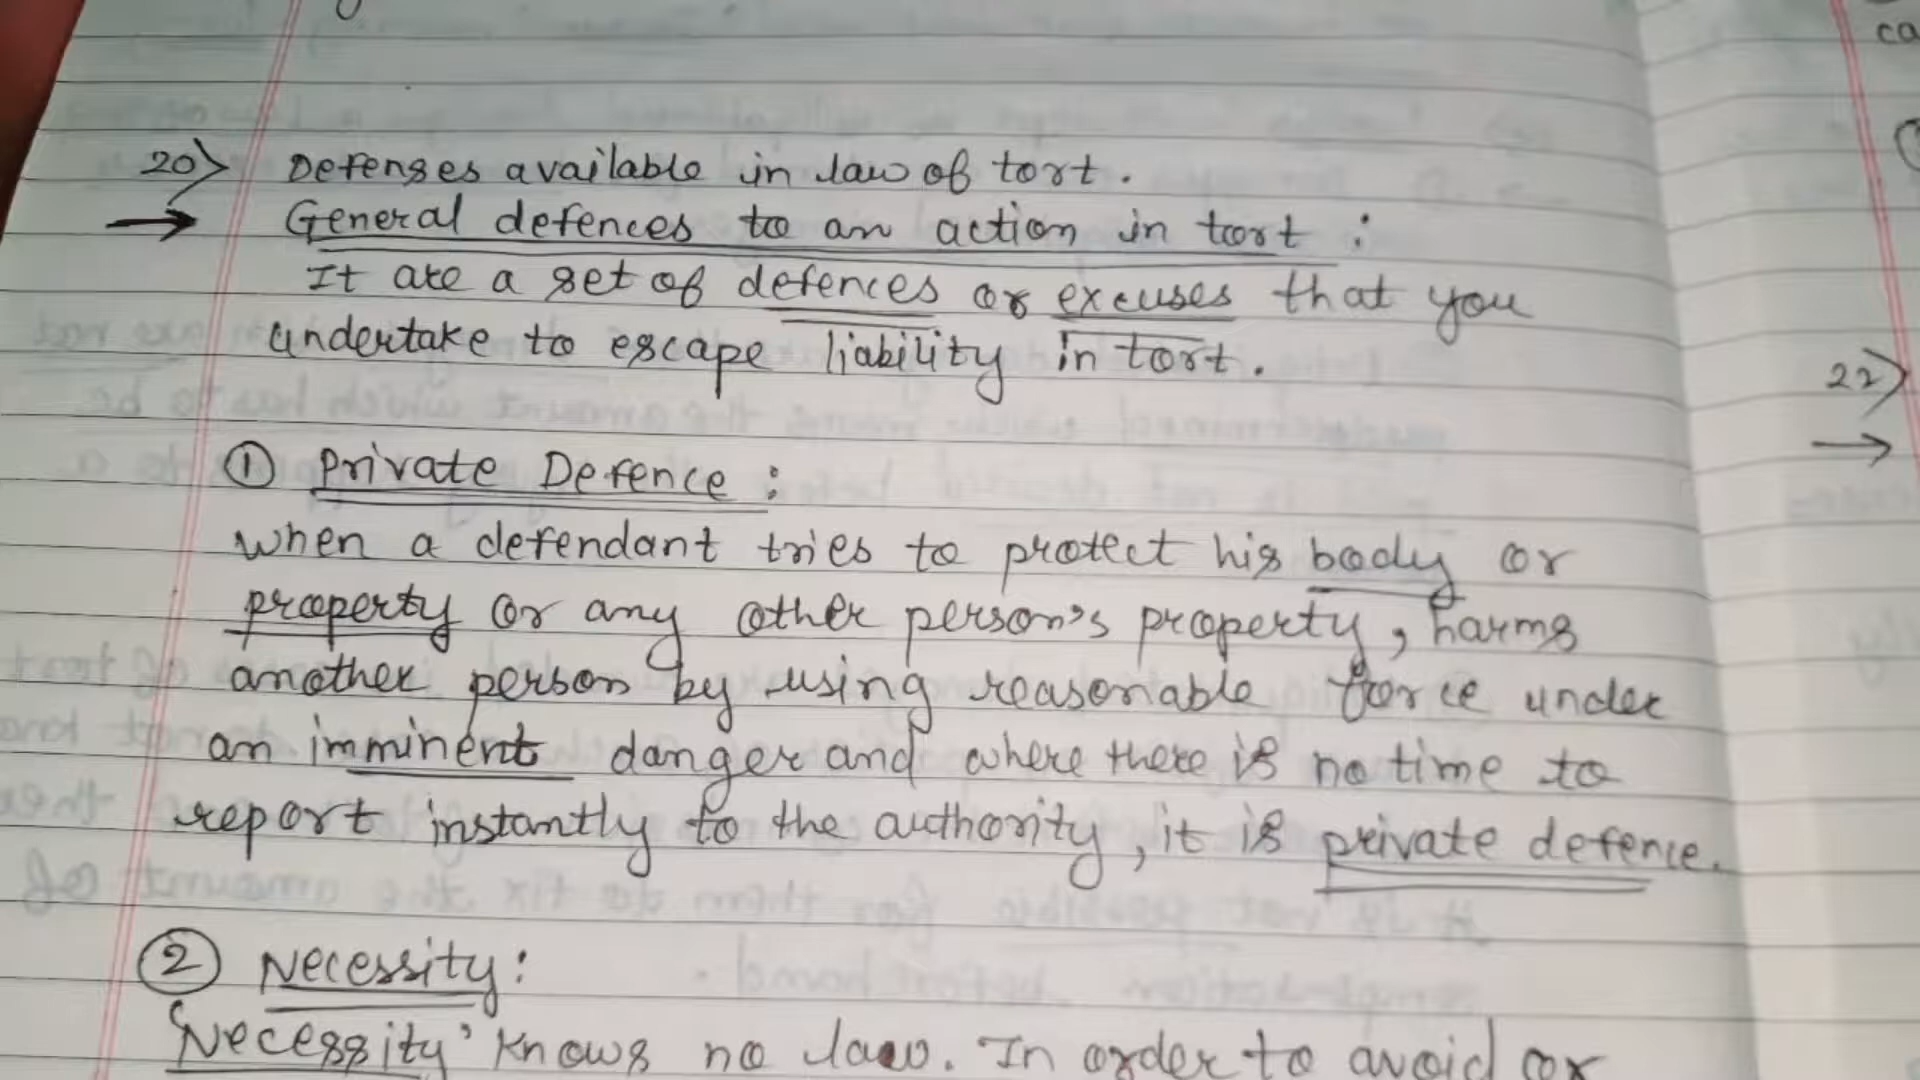 20> Defenses available in law of tort.
→ General defences to an action in tort :
It are a set of defences or excuses that you
undertake to escape liability in tort.
① Private Defence :
when a defendant tries to protect his body or
property or any other person's property, harms
another person by using reasonable force under
an imminent danger and where there is no time to
report instantly to the authority, it is private defence.
② Necessity :
'Necessity' knows no law. In order to avoid or
ca
22>
→